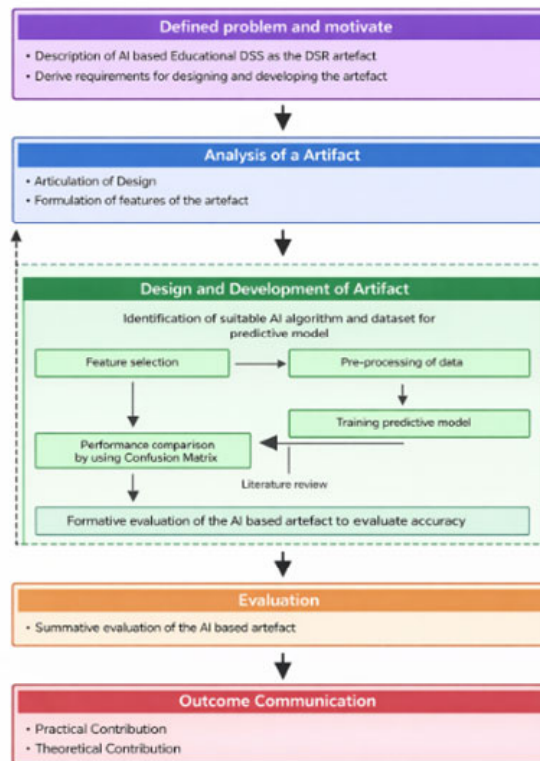 Defined problem and motivate
• Description of AI based Educational DSS as the DSR artefact
• Derive requirements for designing and developing the artefact
Analysis of a Artifact
• Articulation of Design
• Formulation of features of the artefact
Design and Development of Artifact
Identification of suitable AI algorithm and dataset for
predictive model
Feature selection
Pre-processing of data
Training predictive model
Performance comparison
by using Confusion Matrix
Literature review
Formative evaluation of the AI based artefact to evaluate accuracy
Evaluation
• Summative evaluation of the AI based artefact
Outcome Communication
• Practical Contribution
• Theoretical Contribution